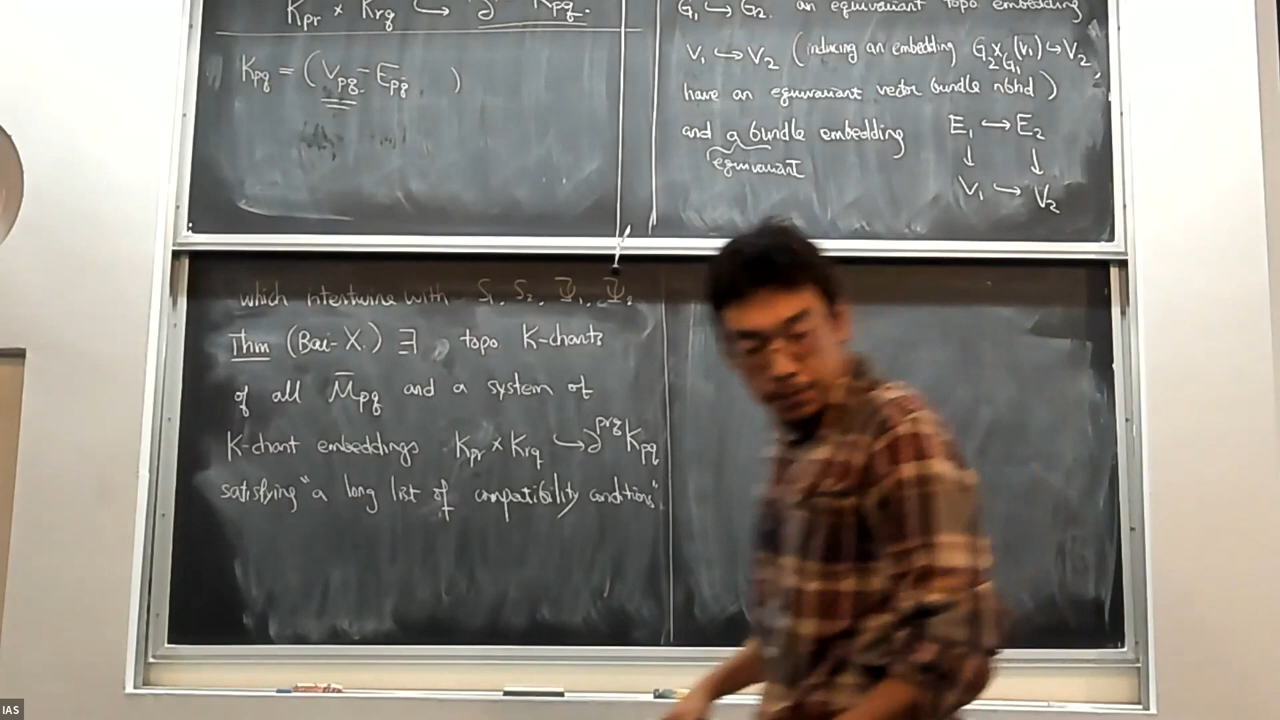 K_pr × K_rq ↪ ∂ K_pq.
K_pq = (V_pq - E_pq )
G_1 ↪ G_2. an equivariant topo embedding
V_1 ↪ V_2 (inducing an embedding G_2 ×_{G_1} (V_1) ↪ V_2,
have an equivariant vector bundle nbhd )
and a bundle embedding
equivariant
E_1 ↪ E_2
↓ ↓
V_1 ↪ V_2
which intertwine with S_1, S_2, Ψ_1, Ψ_2
Thm (Bai-X.) ∃ topo K-charts
of all M̄_pq and a system of
K-chart embeddings K_pr × K_rq ↪ ∂^prq K_pq
satisfying "a long list of compatibility conditions"
IAS